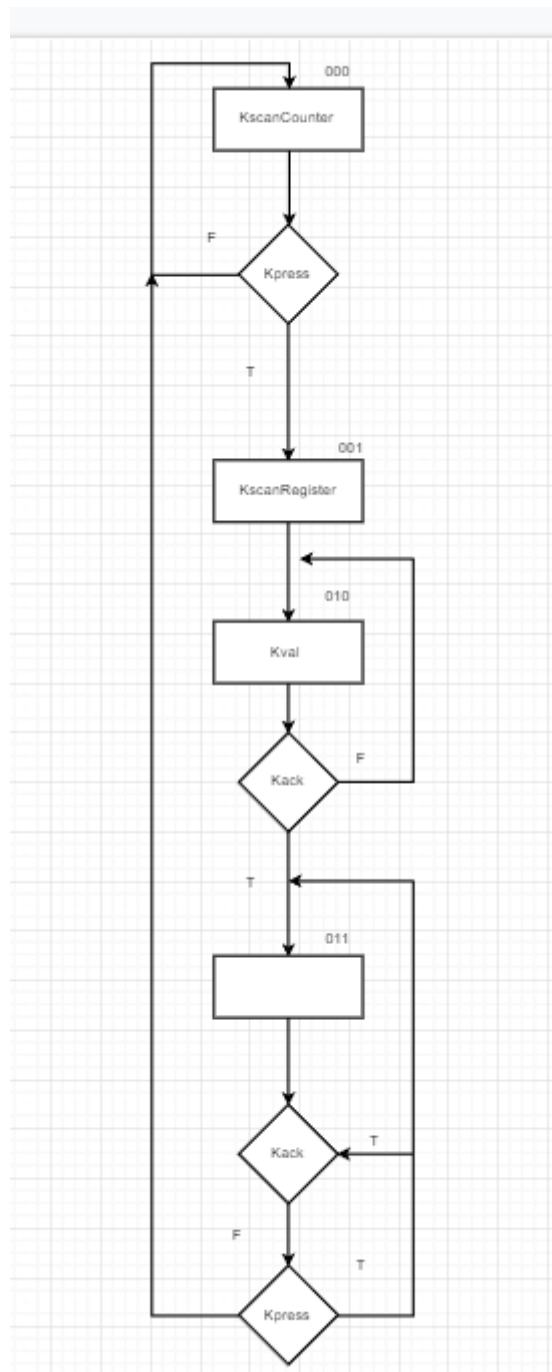 000
KscanCounter
F
Kpress
T
001
KscanRegister
010
Kval
F
Kack
T
011
Kack
T
F
T
Kpress